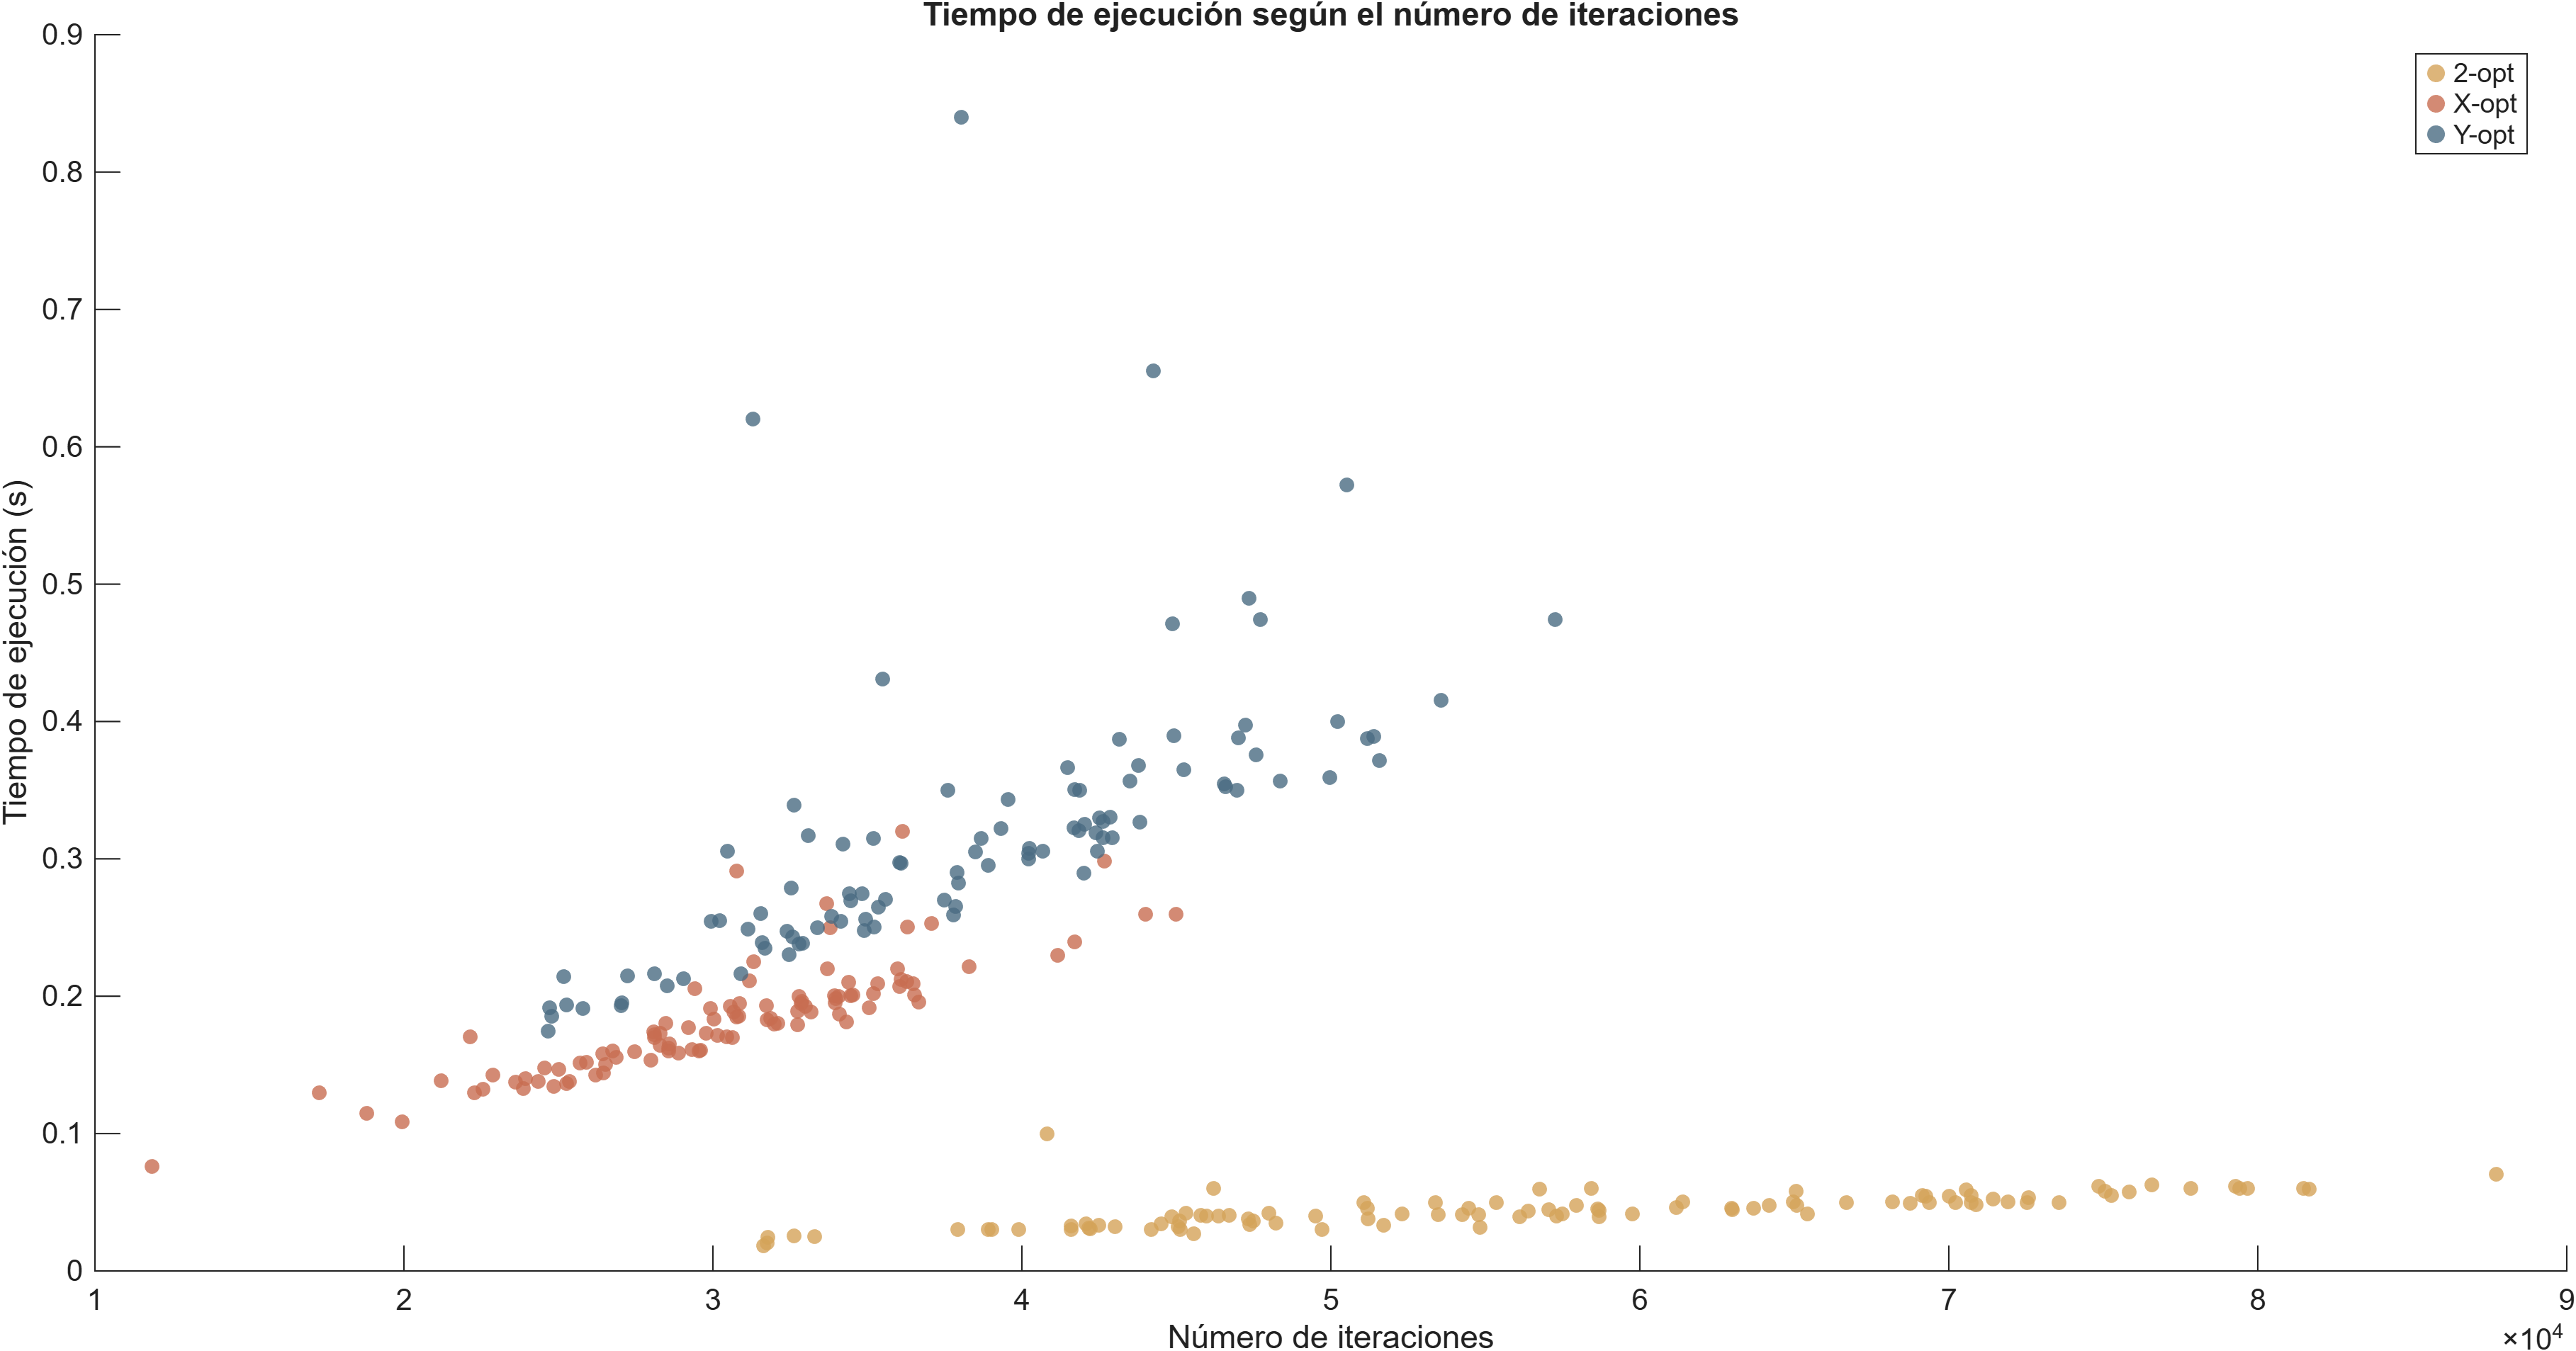 Tiempo de ejecución según el número de iteraciones
0.9
0.8
0.7
0.6
0.5
0.4
0.3
0.2
0.1
0
Tiempo de ejecución (s)
2-opt
X-opt
Y-opt
1 2 3 4 5 6 7 8 9
Número de iteraciones
×10⁴